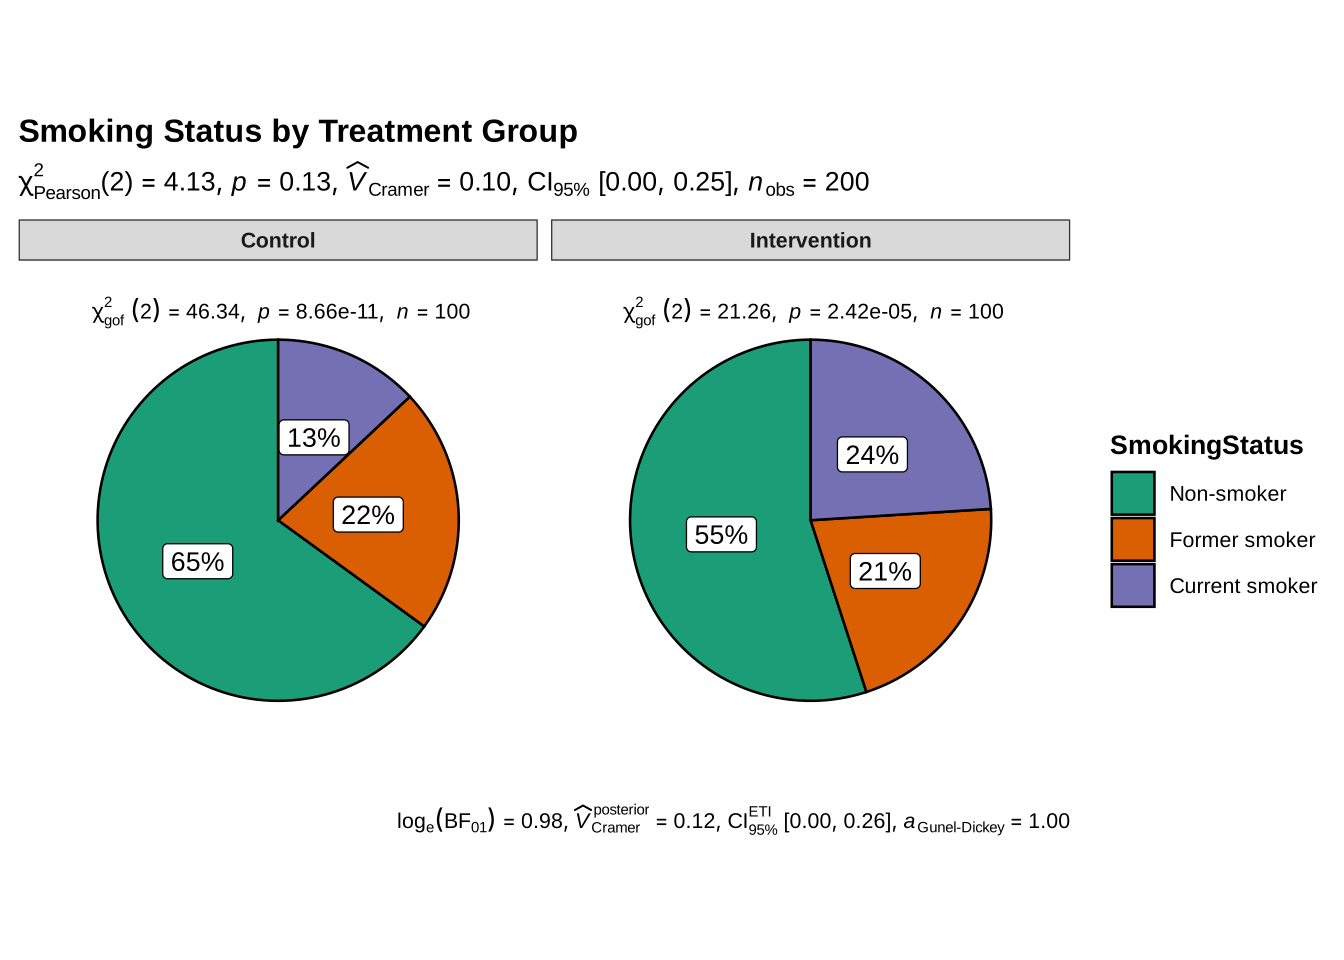 Smoking Status by Treatment Group
χ²Pearson(2) = 4.13, p = 0.13, V̂Cramer = 0.10, CI95% [0.00, 0.25], nobs = 200
Control
Intervention
χ²gof (2) = 46.34, p = 8.66e-11, n = 100
χ²gof (2) = 21.26, p = 2.42e-05, n = 100
13%
22%
65%
24%
55%
21%
SmokingStatus
Non-smoker
Former smoker
Current smoker
loge(BF01) = 0.98, V̂posteriorCramer = 0.12, CIETI95% [0.00, 0.26], aGunel-Dickey = 1.00